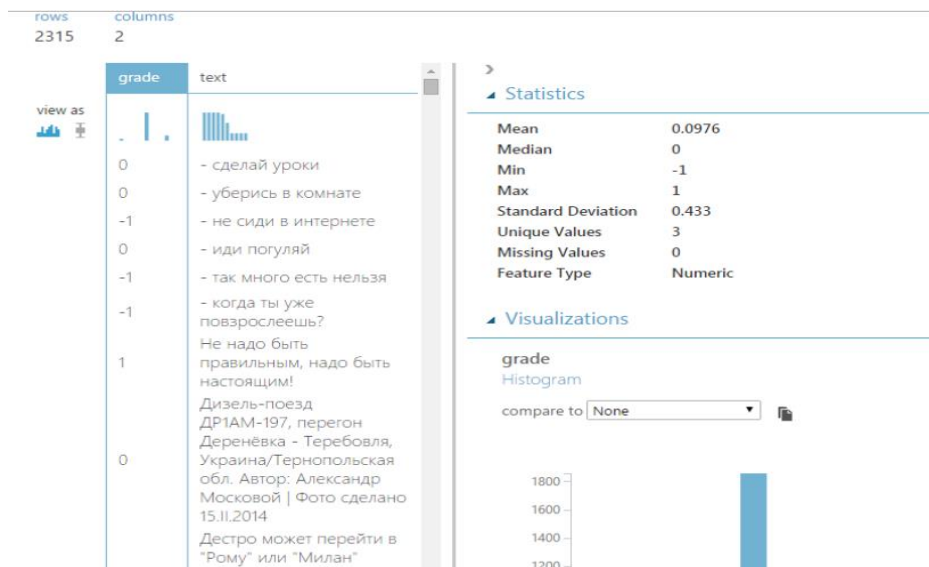 rows columns
2315 2
grade text
view as
0 - сделай уроки
0 - уберись в комнате
-1 - не сиди в интернете
0 - иди погуляй
-1 - так много есть нельзя
-1 - когда ты уже
повзрослеешь?
Не надо быть
1 правильным, надо быть
настоящим!
Дизель-поезд
ДР1АМ-197, перегон
Деренёвка - Теребовля,
0 Украина/Тернопольская
обл. Автор: Александр
Московой | Фото сделано
15.II.2014
Дестро может перейти в
"Рому" или "Милан"
Statistics
Mean 0.0976
Median 0
Min -1
Max 1
Standard Deviation 0.433
Unique Values 3
Missing Values 0
Feature Type Numeric
Visualizations
grade
Histogram
compare to None
1800
1600
1400
1200